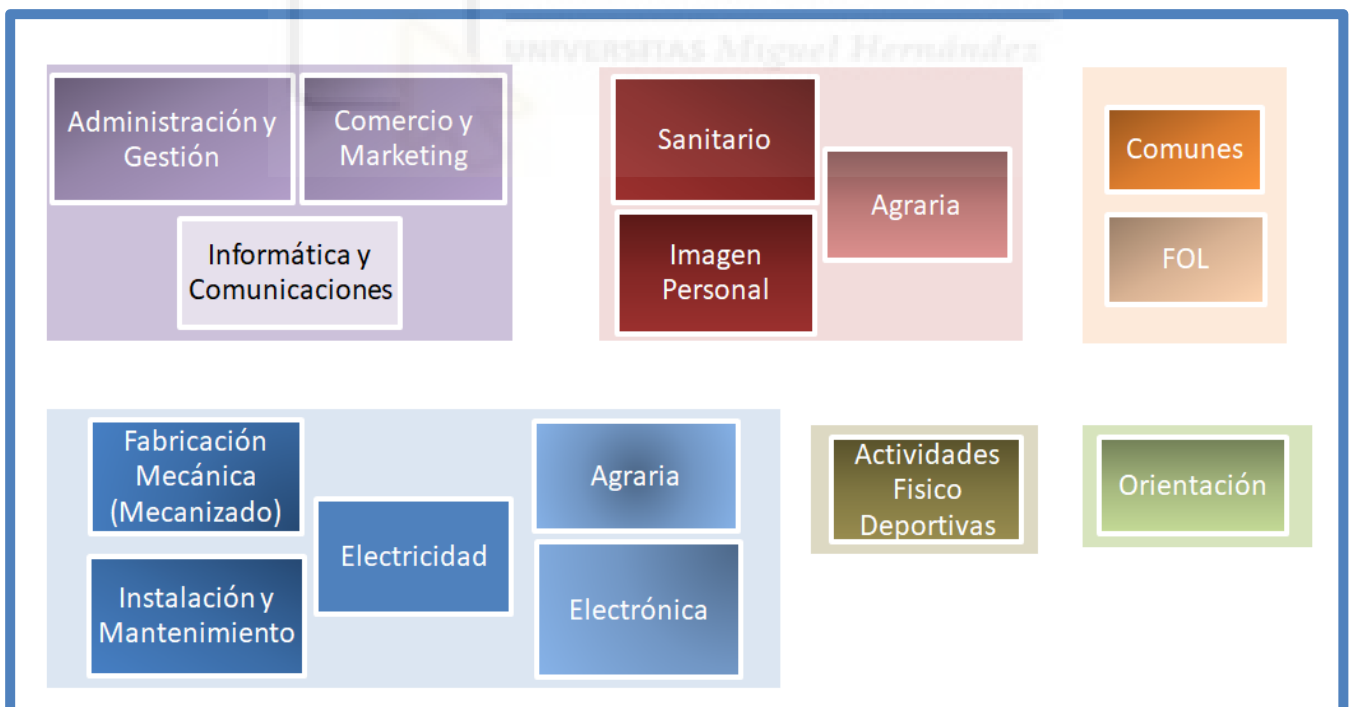 UNIVERSITAS Miguel Hernández
Administración y
Gestión
Comercio y
Marketing
Informática y
Comunicaciones
Sanitario
Imagen
Personal
Agraria
Comunes
FOL
Fabricación
Mecánica
(Mecanizado)
Instalación y
Mantenimiento
Electricidad
Agraria
Electrónica
Actividades
Fisico
Deportivas
Orientación